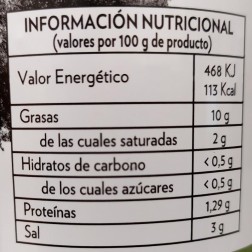 INFORMACIÓN NUTRICIONAL
(valores por 100 g de producto)
Valor Energético 468 KJ
113 Kcal
Grasas 10 g
de las cuales saturadas 2 g
Hidratos de carbono < 0,5 g
de los cuales azúcares < 0,5 g
Proteínas 1,29 g
Sal 3 g